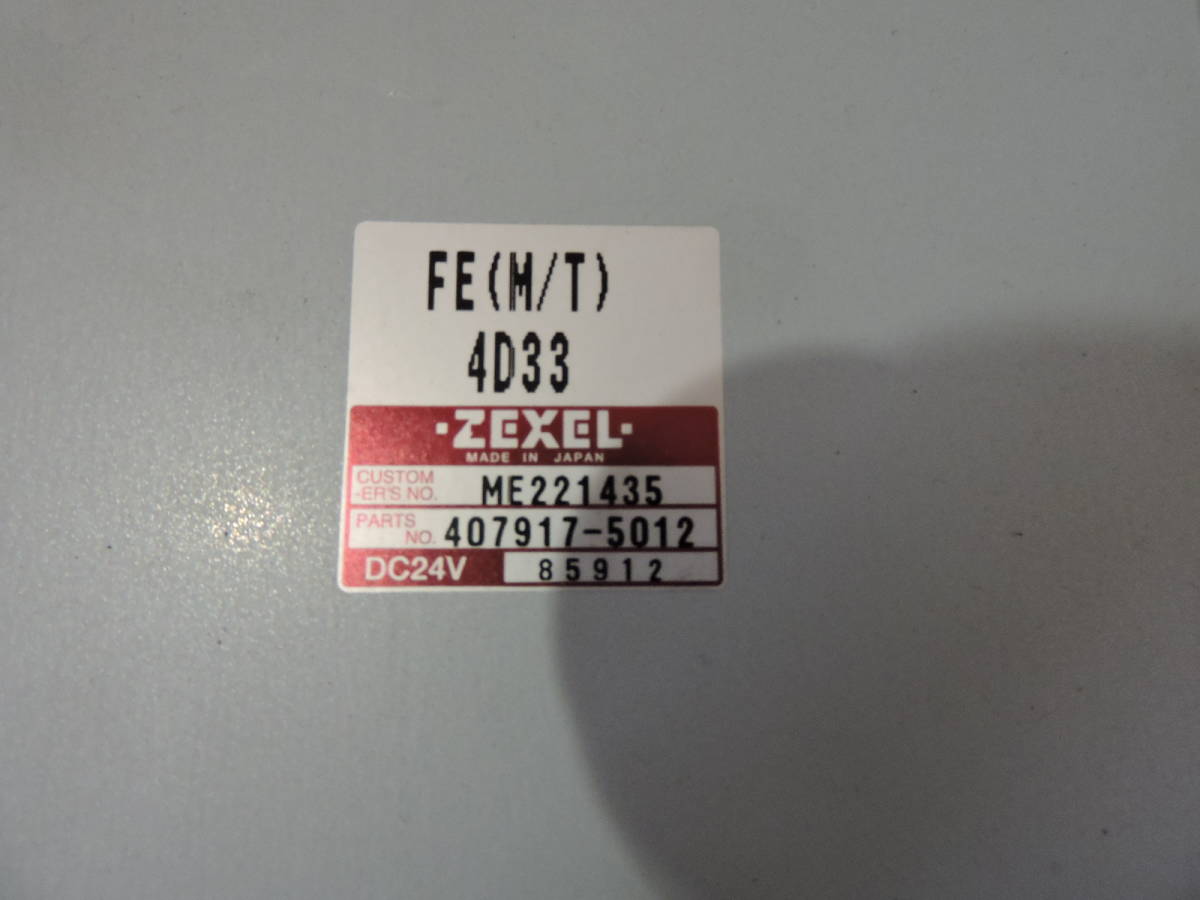 FE(M/T)
4D33
·ZEXEL·
MADE IN JAPAN
CUSTOM
-ER'S NO. ME221435
PARTS
NO. 407917-5012
DC24V 85912